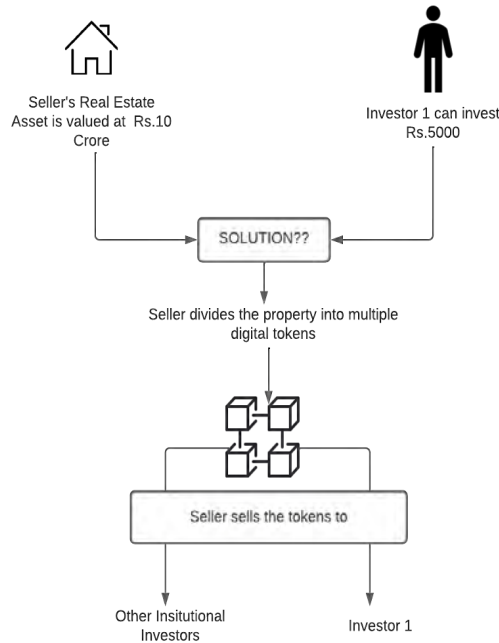 Seller's Real Estate
Asset is valued at Rs.10
Crore
Investor 1 can invest
Rs.5000
SOLUTION??
Seller divides the property into multiple
digital tokens
Seller sells the tokens to
Other Insitutional
Investors
Investor 1